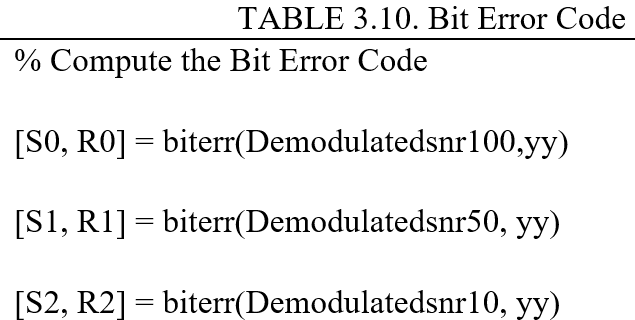 TABLE 3.10. Bit Error Code
% Compute the Bit Error Code
[S0, R0] = biterr(Demodulatedsnr100,yy)
[S1, R1] = biterr(Demodulatedsnr50, yy)
[S2, R2] = biterr(Demodulatedsnr10, yy)